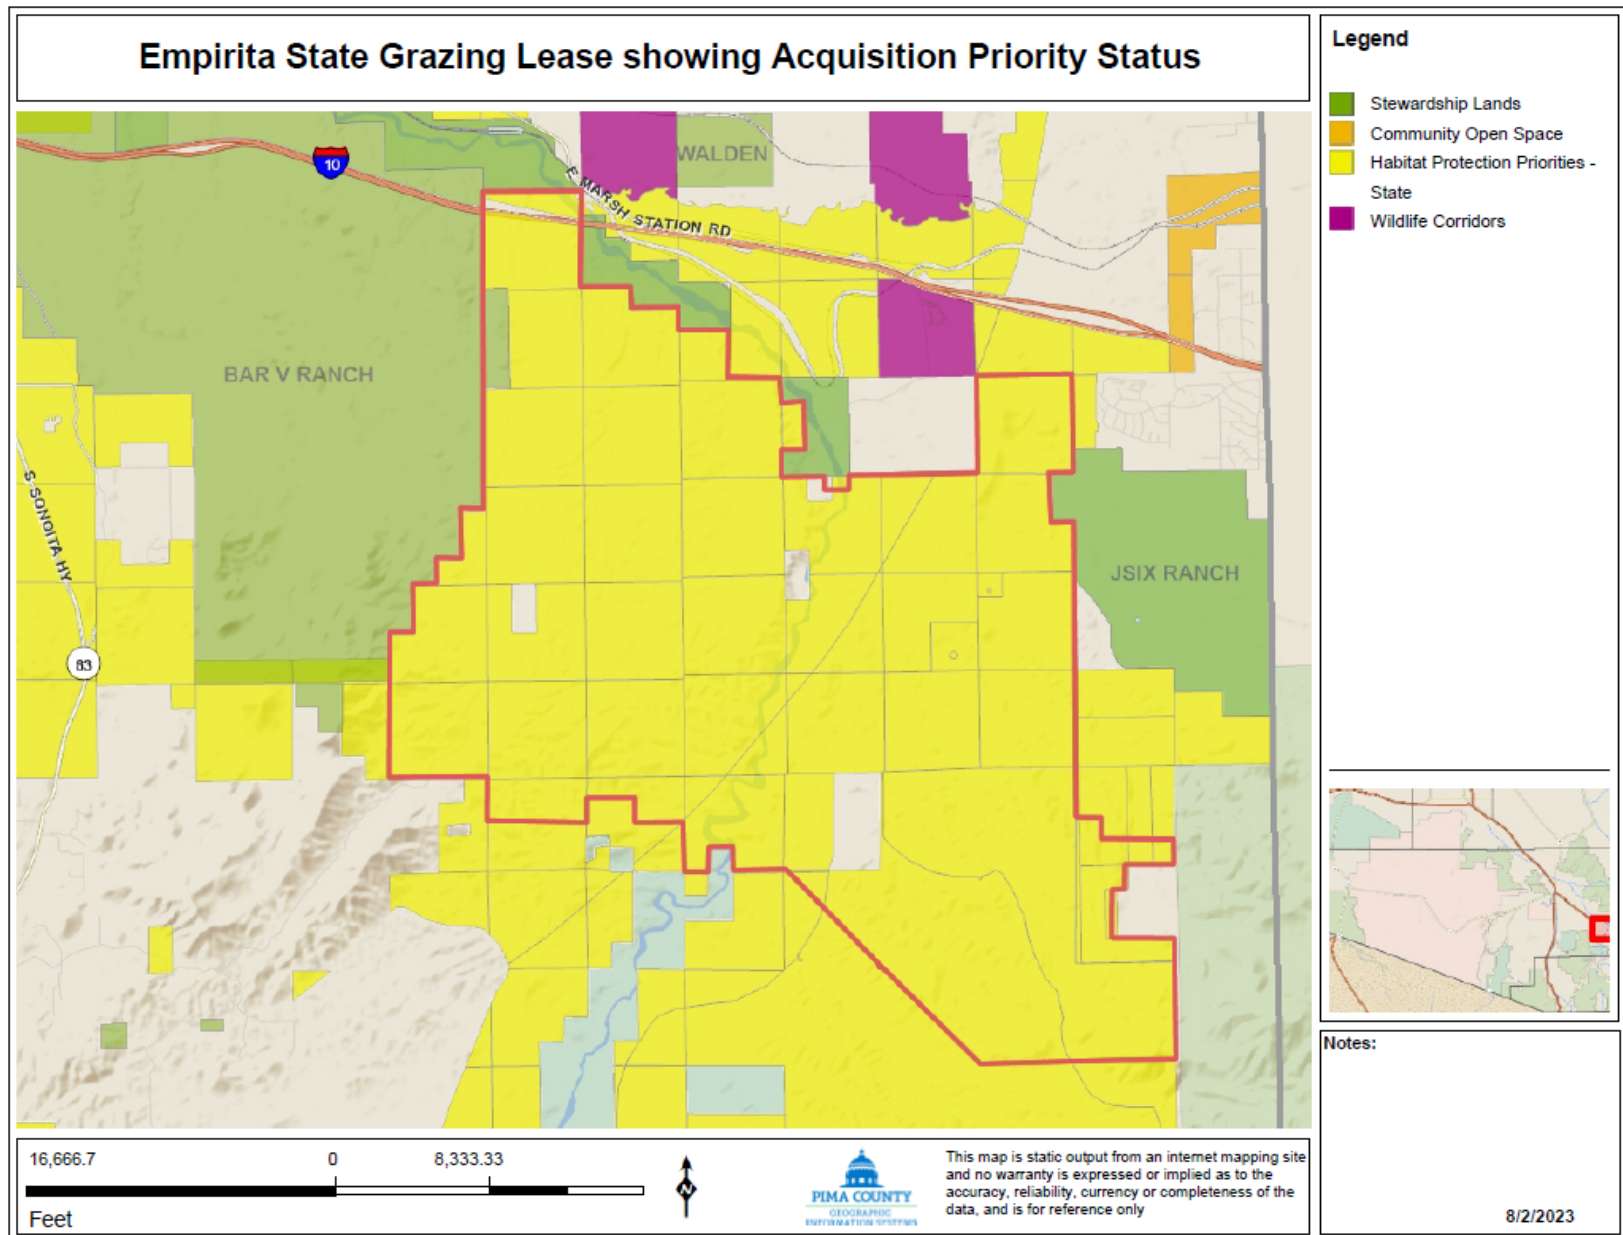 Empirita State Grazing Lease showing Acquisition Priority Status
Legend
Stewardship Lands
Community Open Space
Habitat Protection Priorities -
State
Wildlife Corridors
10
WALDEN
E MARSH STATION RD
BAR V RANCH
S SONOITA HY
JSIX RANCH
83
16,666.7
0
8,333.33
Feet
N
PIMA COUNTY
GEOGRAPHIC
INFORMATION SYSTEMS
This map is static output from an internet mapping site
and no warranty is expressed or implied as to the
accuracy, reliability, currency or completeness of the
data, and is for reference only
Notes:
8/2/2023